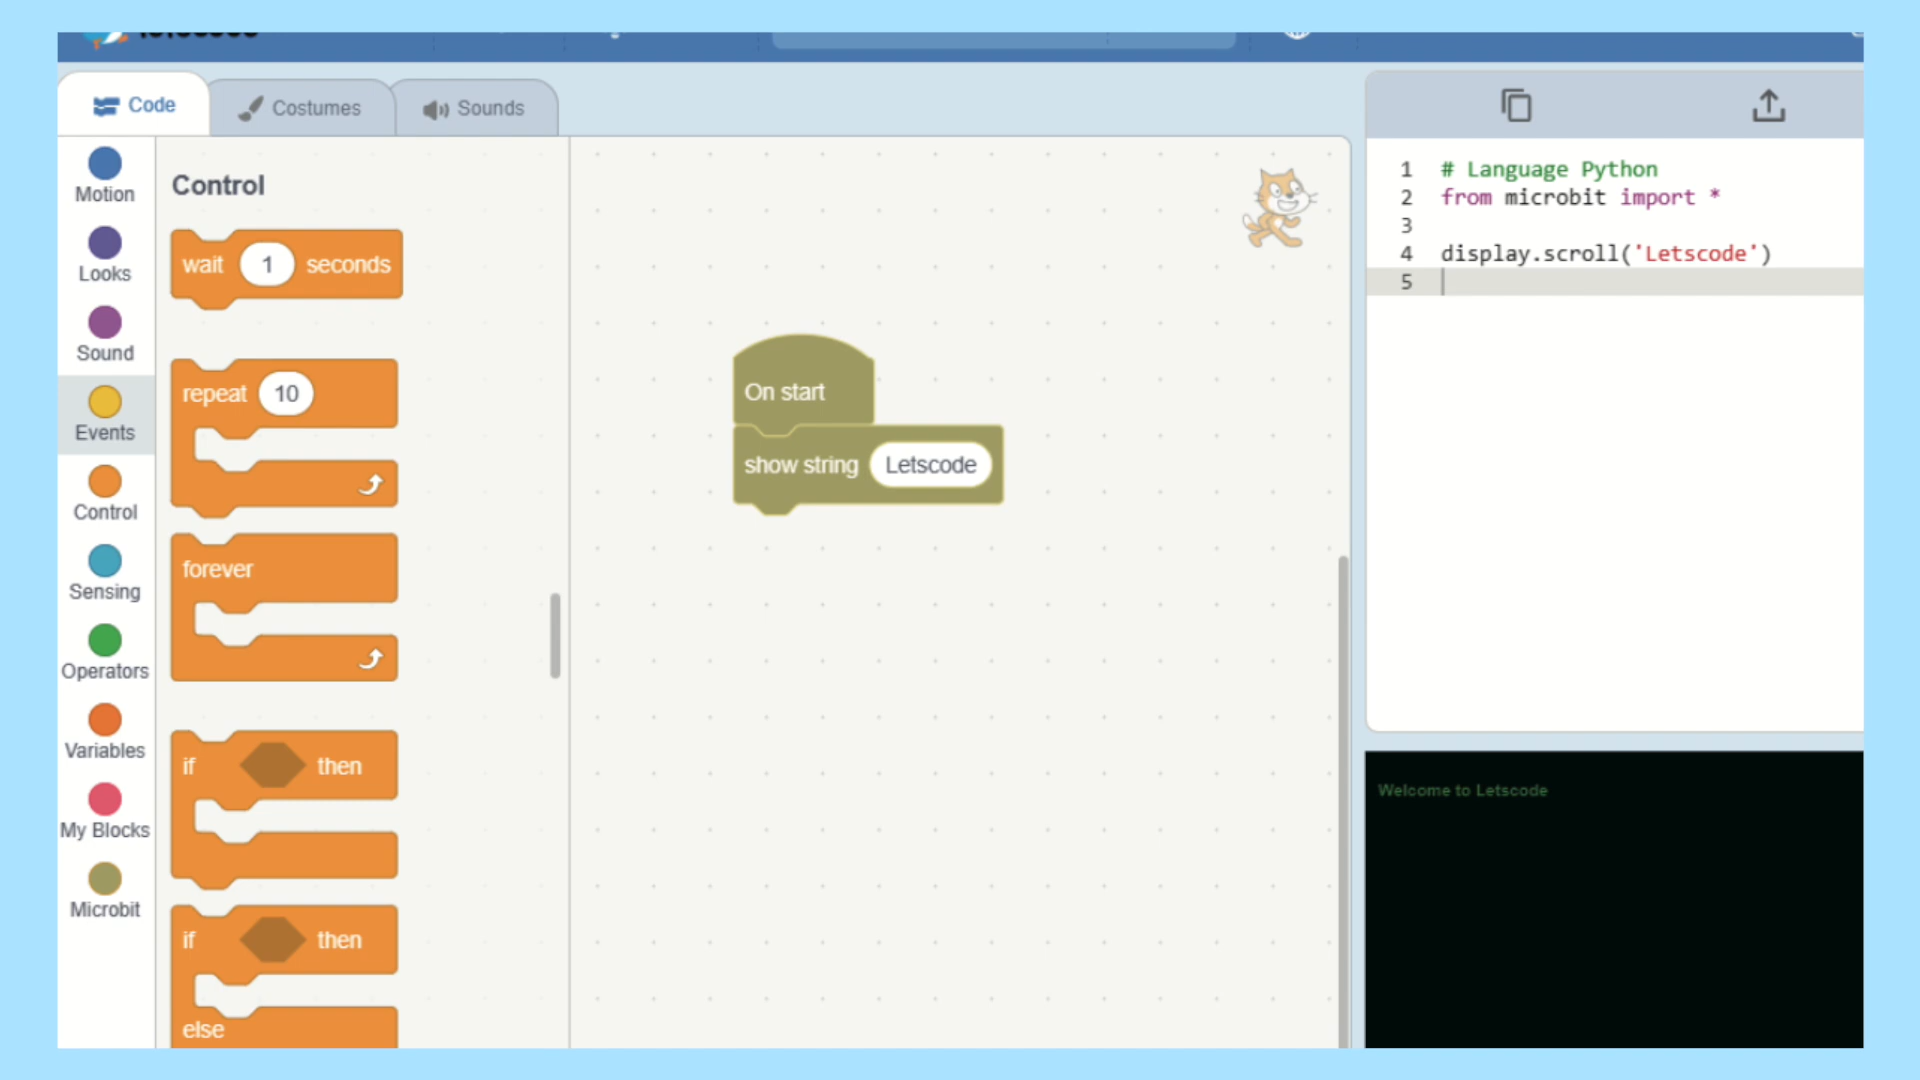 Code
Costumes
Sounds
Motion
Looks
Sound
Events
Control
Sensing
Operators
Variables
My Blocks
Microbit
Control
wait 1 seconds
repeat 10
forever
if then
if then
else
On start
show string Letscode
1 # Language Python
2 from microbit import *
3
4 display.scroll('Letscode')
5
Welcome to Letscode